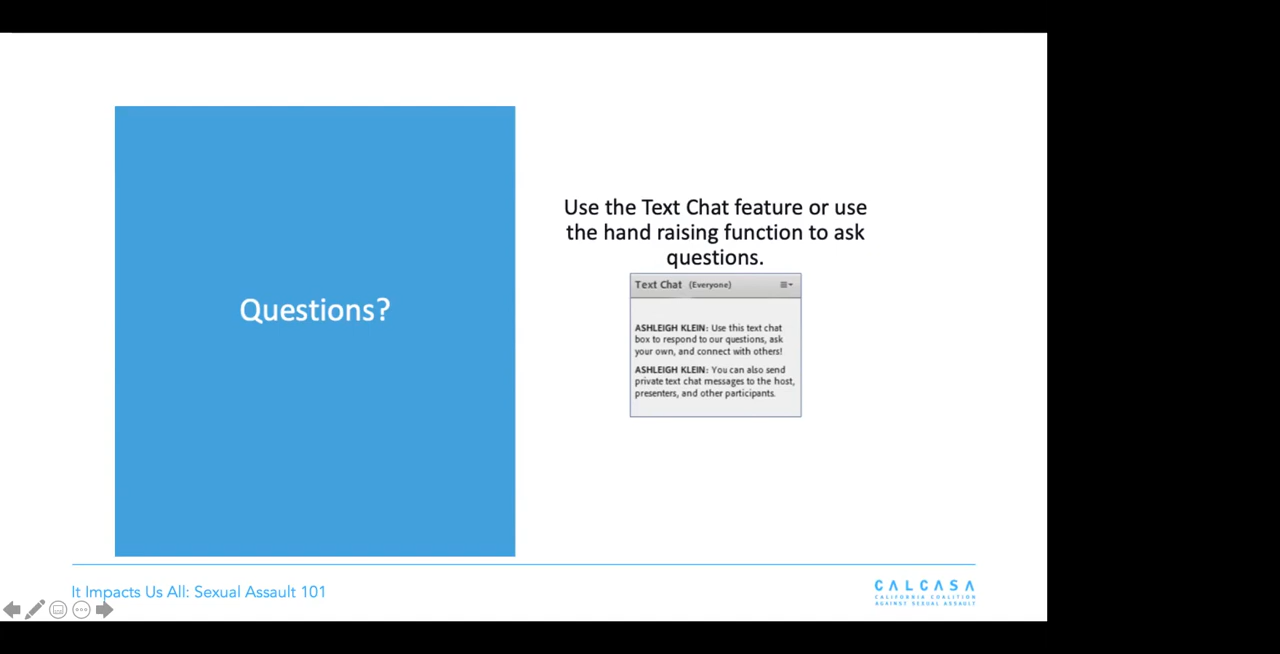 Questions?
Use the Text Chat feature or use
the hand raising function to ask
questions.
Text Chat (Everyone)
ASHLEIGH KLEIN: Use this text chat
box to respond to our questions, ask
your own, and connect with others!
ASHLEIGH KLEIN: You can also send
private text chat messages to the host,
presenters, and other participants.
It Impacts Us All: Sexual Assault 101
CALCASA
CALIFORNIA COALITION
AGAINST SEXUAL ASSAULT